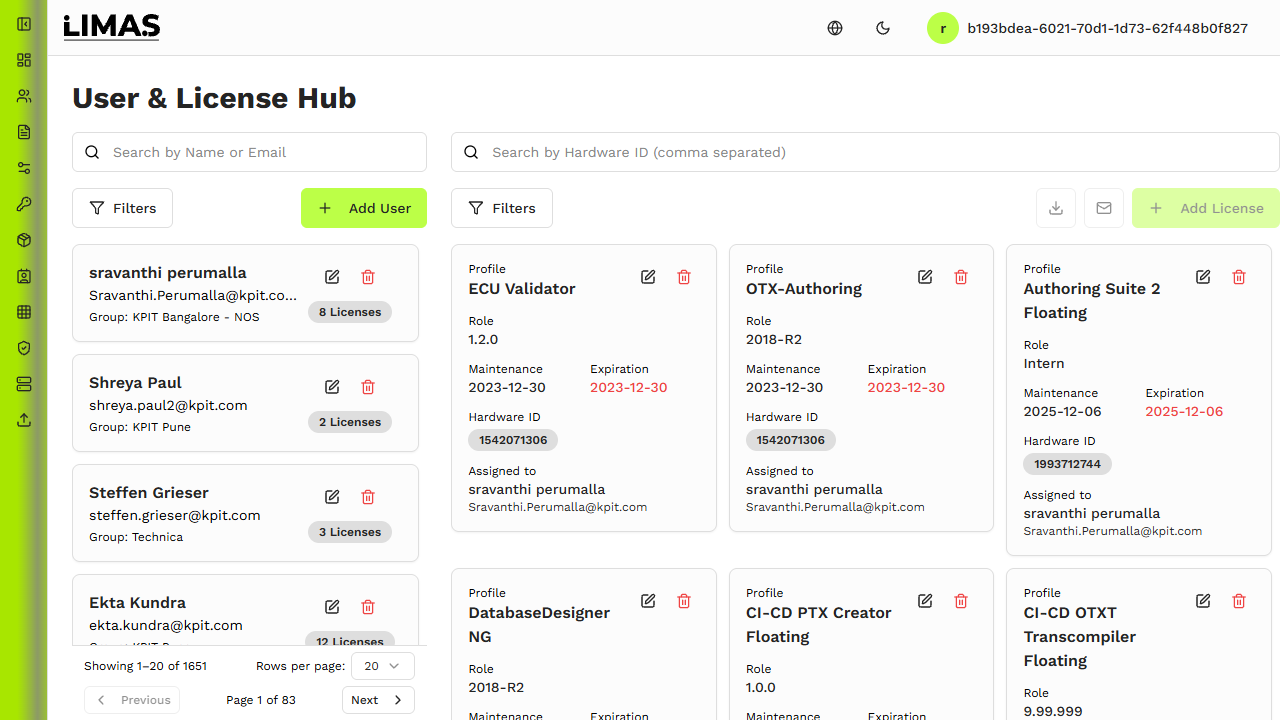 LIMAS
r
b193bdea-6021-70d1-1d73-62f448b0f827
User & License Hub
Search by Name or Email
Search by Hardware ID (comma separated)
Filters
Add User
Filters
Add License
sravanthi perumalla
Sravanthi.Perumalla@kpit.co...
Group: KPIT Bangalore - NOS
8 Licenses
Shreya Paul
shreya.paul2@kpit.com
Group: KPIT Pune
2 Licenses
Steffen Grieser
steffen.grieser@kpit.com
Group: Technica
3 Licenses
Ekta Kundra
ekta.kundra@kpit.com
12 Licenses
Showing 1–20 of 1651
Rows per page:
20
Previous
Page 1 of 83
Next
Profile
ECU Validator
Role
1.2.0
Maintenance
Expiration
2023-12-30
2023-12-30
Hardware ID
1542071306
Assigned to
sravanthi perumalla
Sravanthi.Perumalla@kpit.com
Profile
OTX-Authoring
Role
2018-R2
Maintenance
Expiration
2023-12-30
2023-12-30
Hardware ID
1542071306
Assigned to
sravanthi perumalla
Sravanthi.Perumalla@kpit.com
Profile
Authoring Suite 2
Floating
Role
Intern
Maintenance
Expiration
2025-12-06
2025-12-06
Hardware ID
1993712744
Assigned to
sravanthi perumalla
Sravanthi.Perumalla@kpit.com
Profile
DatabaseDesigner
NG
Role
2018-R2
Maintenance
Expiration
Profile
CI-CD PTX Creator
Floating
Role
1.0.0
Maintenance
Expiration
Profile
CI-CD OTXT
Transcompiler
Floating
Role
9.99.999